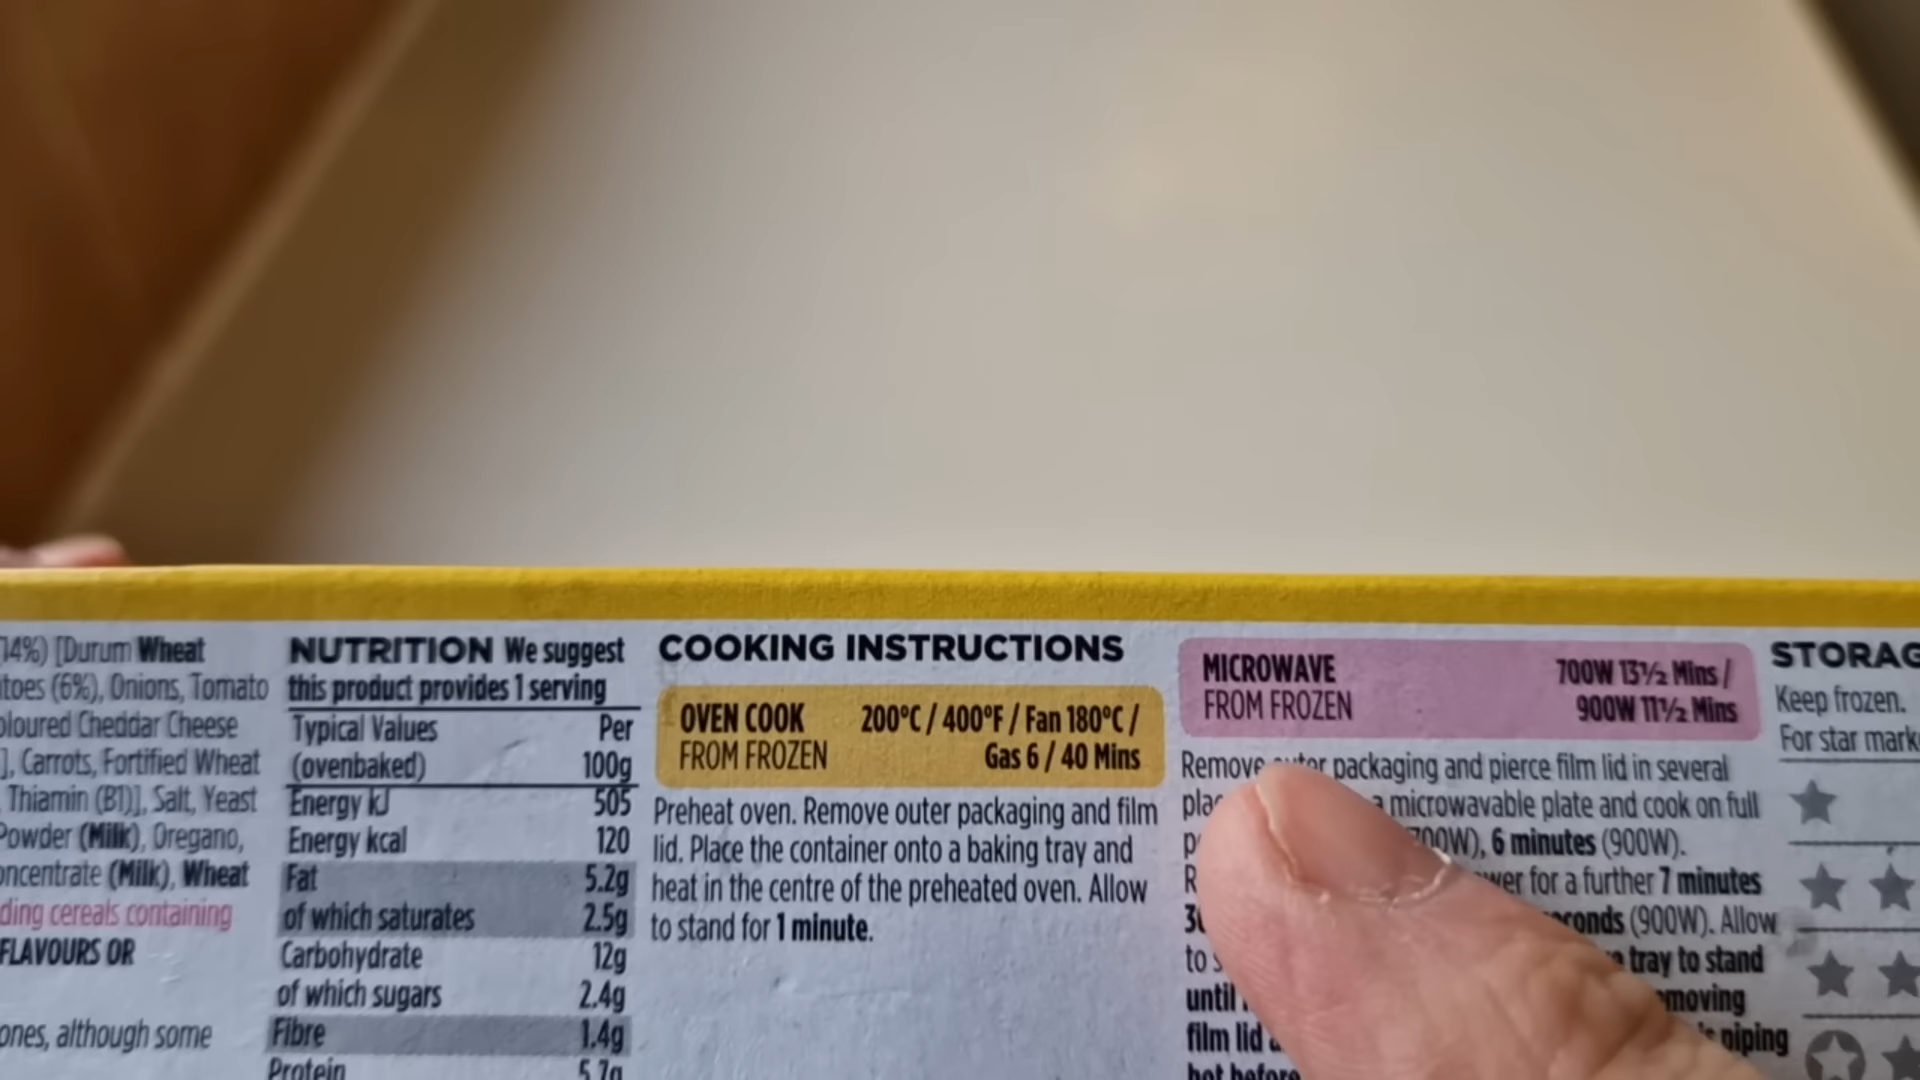 14%) [Durum Wheat
toes (6%), Onions, Tomato
oloured Cheddar Cheese
], Carrots, Fortified Wheat
Thiamin (B1)], Salt, Yeast
Powder (Milk), Oregano,
oncentrate (Milk), Wheat
ding cereals containing
FLAVOURS OR
ones, although some
NUTRITION We suggest
this product provides 1 serving
Typical Values Per
(ovenbaked) 100g
Energy kJ 505
Energy kcal 120
Fat 5.2g
of which saturates 2.5g
Carbohydrate 12g
of which sugars 2.4g
Fibre 1.4g
Protein 5.7g
COOKING INSTRUCTIONS
OVEN COOK 200°C / 400°F / Fan 180°C /
FROM FROZEN Gas 6 / 40 Mins
Preheat oven. Remove outer packaging and film
lid. Place the container onto a baking tray and
heat in the centre of the preheated oven. Allow
to stand for 1 minute.
MICROWAVE 700W 13½ Mins /
FROM FROZEN 900W 11½ Mins
Remove outer packaging and pierce film lid in several
a microwavable plate and cook on full
700W), 6 minutes (900W).
for a further 7 minutes
(900W). Allow
to tray to stand
until
film lid piping
hot before
STORAG
Keep frozen.
For star mark